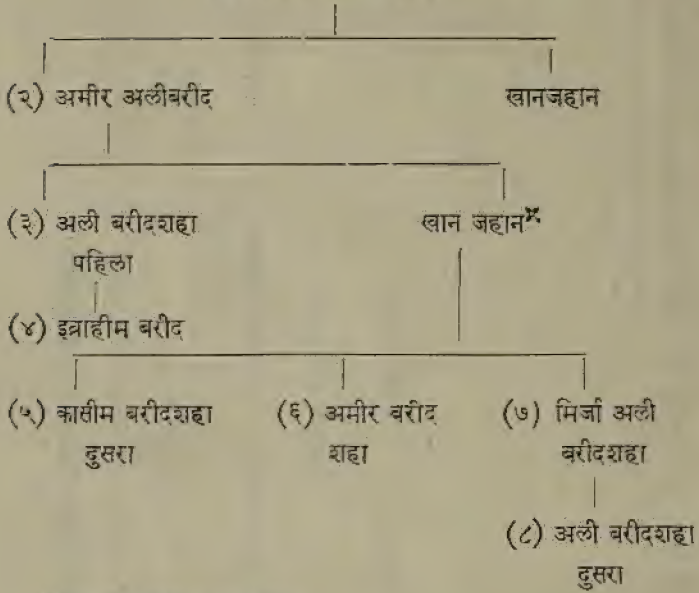 (२) अमीर अलीबरीद खानजहान
(३) अली बरीदशहा खान जहान×
पहिला
(४) इब्राहीम बरीद
(५) कासीम बरीदशहा (६) अमीर बरीद (७) मिर्जा अली
दुसरा शहा बरीदशहा
(८) अली बरीदशहा
दुसरा